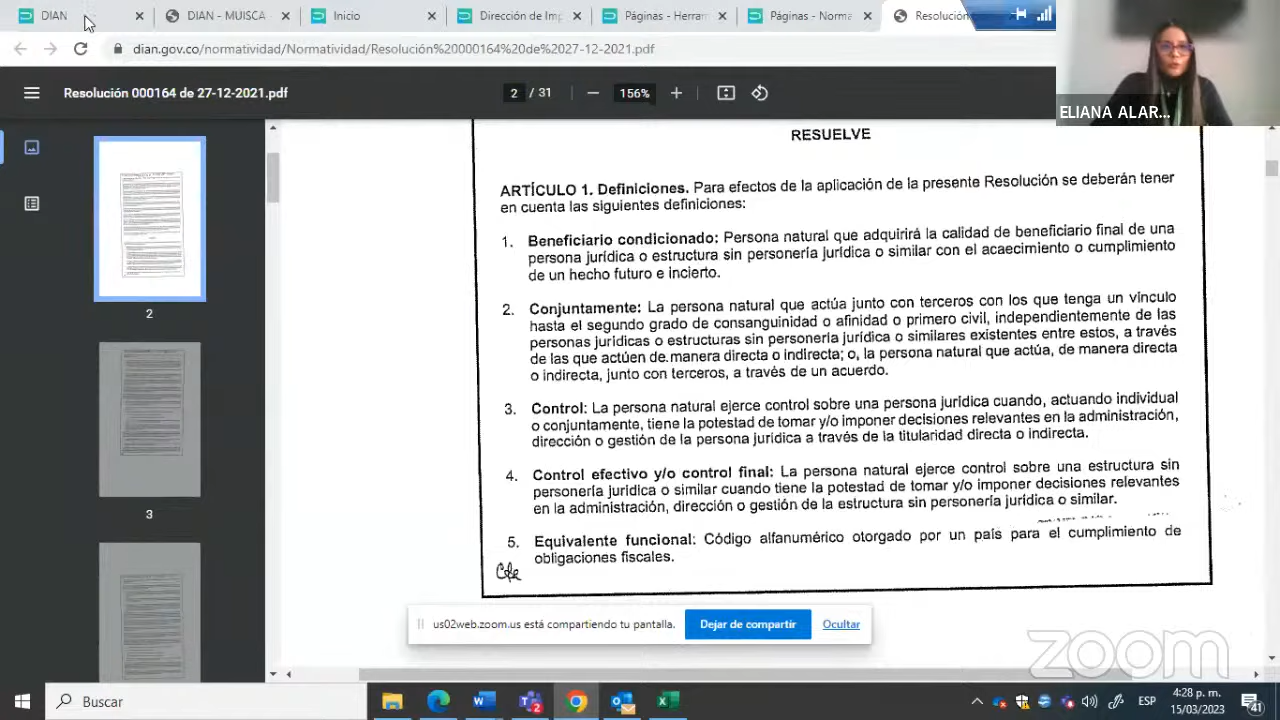 DIAN
DIAN - MUISCA
Inicio
Dirección de Imp
Páginas - Herram
Páginas - Norma
Resolución
dian.gov.co/normatividad/Normatividad/Resolución%20000164%20de%2027-12-2021.pdf
Resolución 000164 de 27-12-2021.pdf
2 / 31
156%
ELIANA ALAR...
2
3
RESUELVE
ARTÍCULO 1. Definiciones. Para efectos de la aplicación de la presente Resolución se deberán tener
en cuenta las siguientes definiciones:
1. Beneficiario condicionado: Persona natural que adquirirá la calidad de beneficiario final de una
persona jurídica o estructura sin personería jurídica o similar con el acaecimiento o cumplimiento
de un hecho futuro e incierto.
2. Conjuntamente: La persona natural que actúa junto con terceros con los que tenga un vínculo
hasta el segundo grado de consanguinidad o afinidad o primero civil, independientemente de las
personas jurídicas o estructuras sin personería jurídica o similares existentes entre estos, a través
de las que actúen de manera directa o indirecta; o, la persona natural que actúa, de manera directa
o indirecta, junto con terceros, a través de un acuerdo.
3. Control: La persona natural ejerce control sobre una persona jurídica cuando, actuando individual
o conjuntamente, tiene la potestad de tomar y/o imponer decisiones relevantes en la administración,
dirección o gestión de la persona jurídica a través de la titularidad directa o indirecta.
4. Control efectivo y/o control final: La persona natural ejerce control sobre una estructura sin
personería jurídica o similar cuando tiene la potestad de tomar y/o imponer decisiones relevantes
en la administración, dirección o gestión de la estructura sin personería jurídica o similar.
5. Equivalente funcional: Código alfanumérico otorgado por un país para el cumplimiento de
obligaciones fiscales.
us02web.zoom.us está compartiendo tu pantalla.
Dejar de compartir
Ocultar
zoom
Buscar
ESP
4:28 p. m.
15/03/2023
41